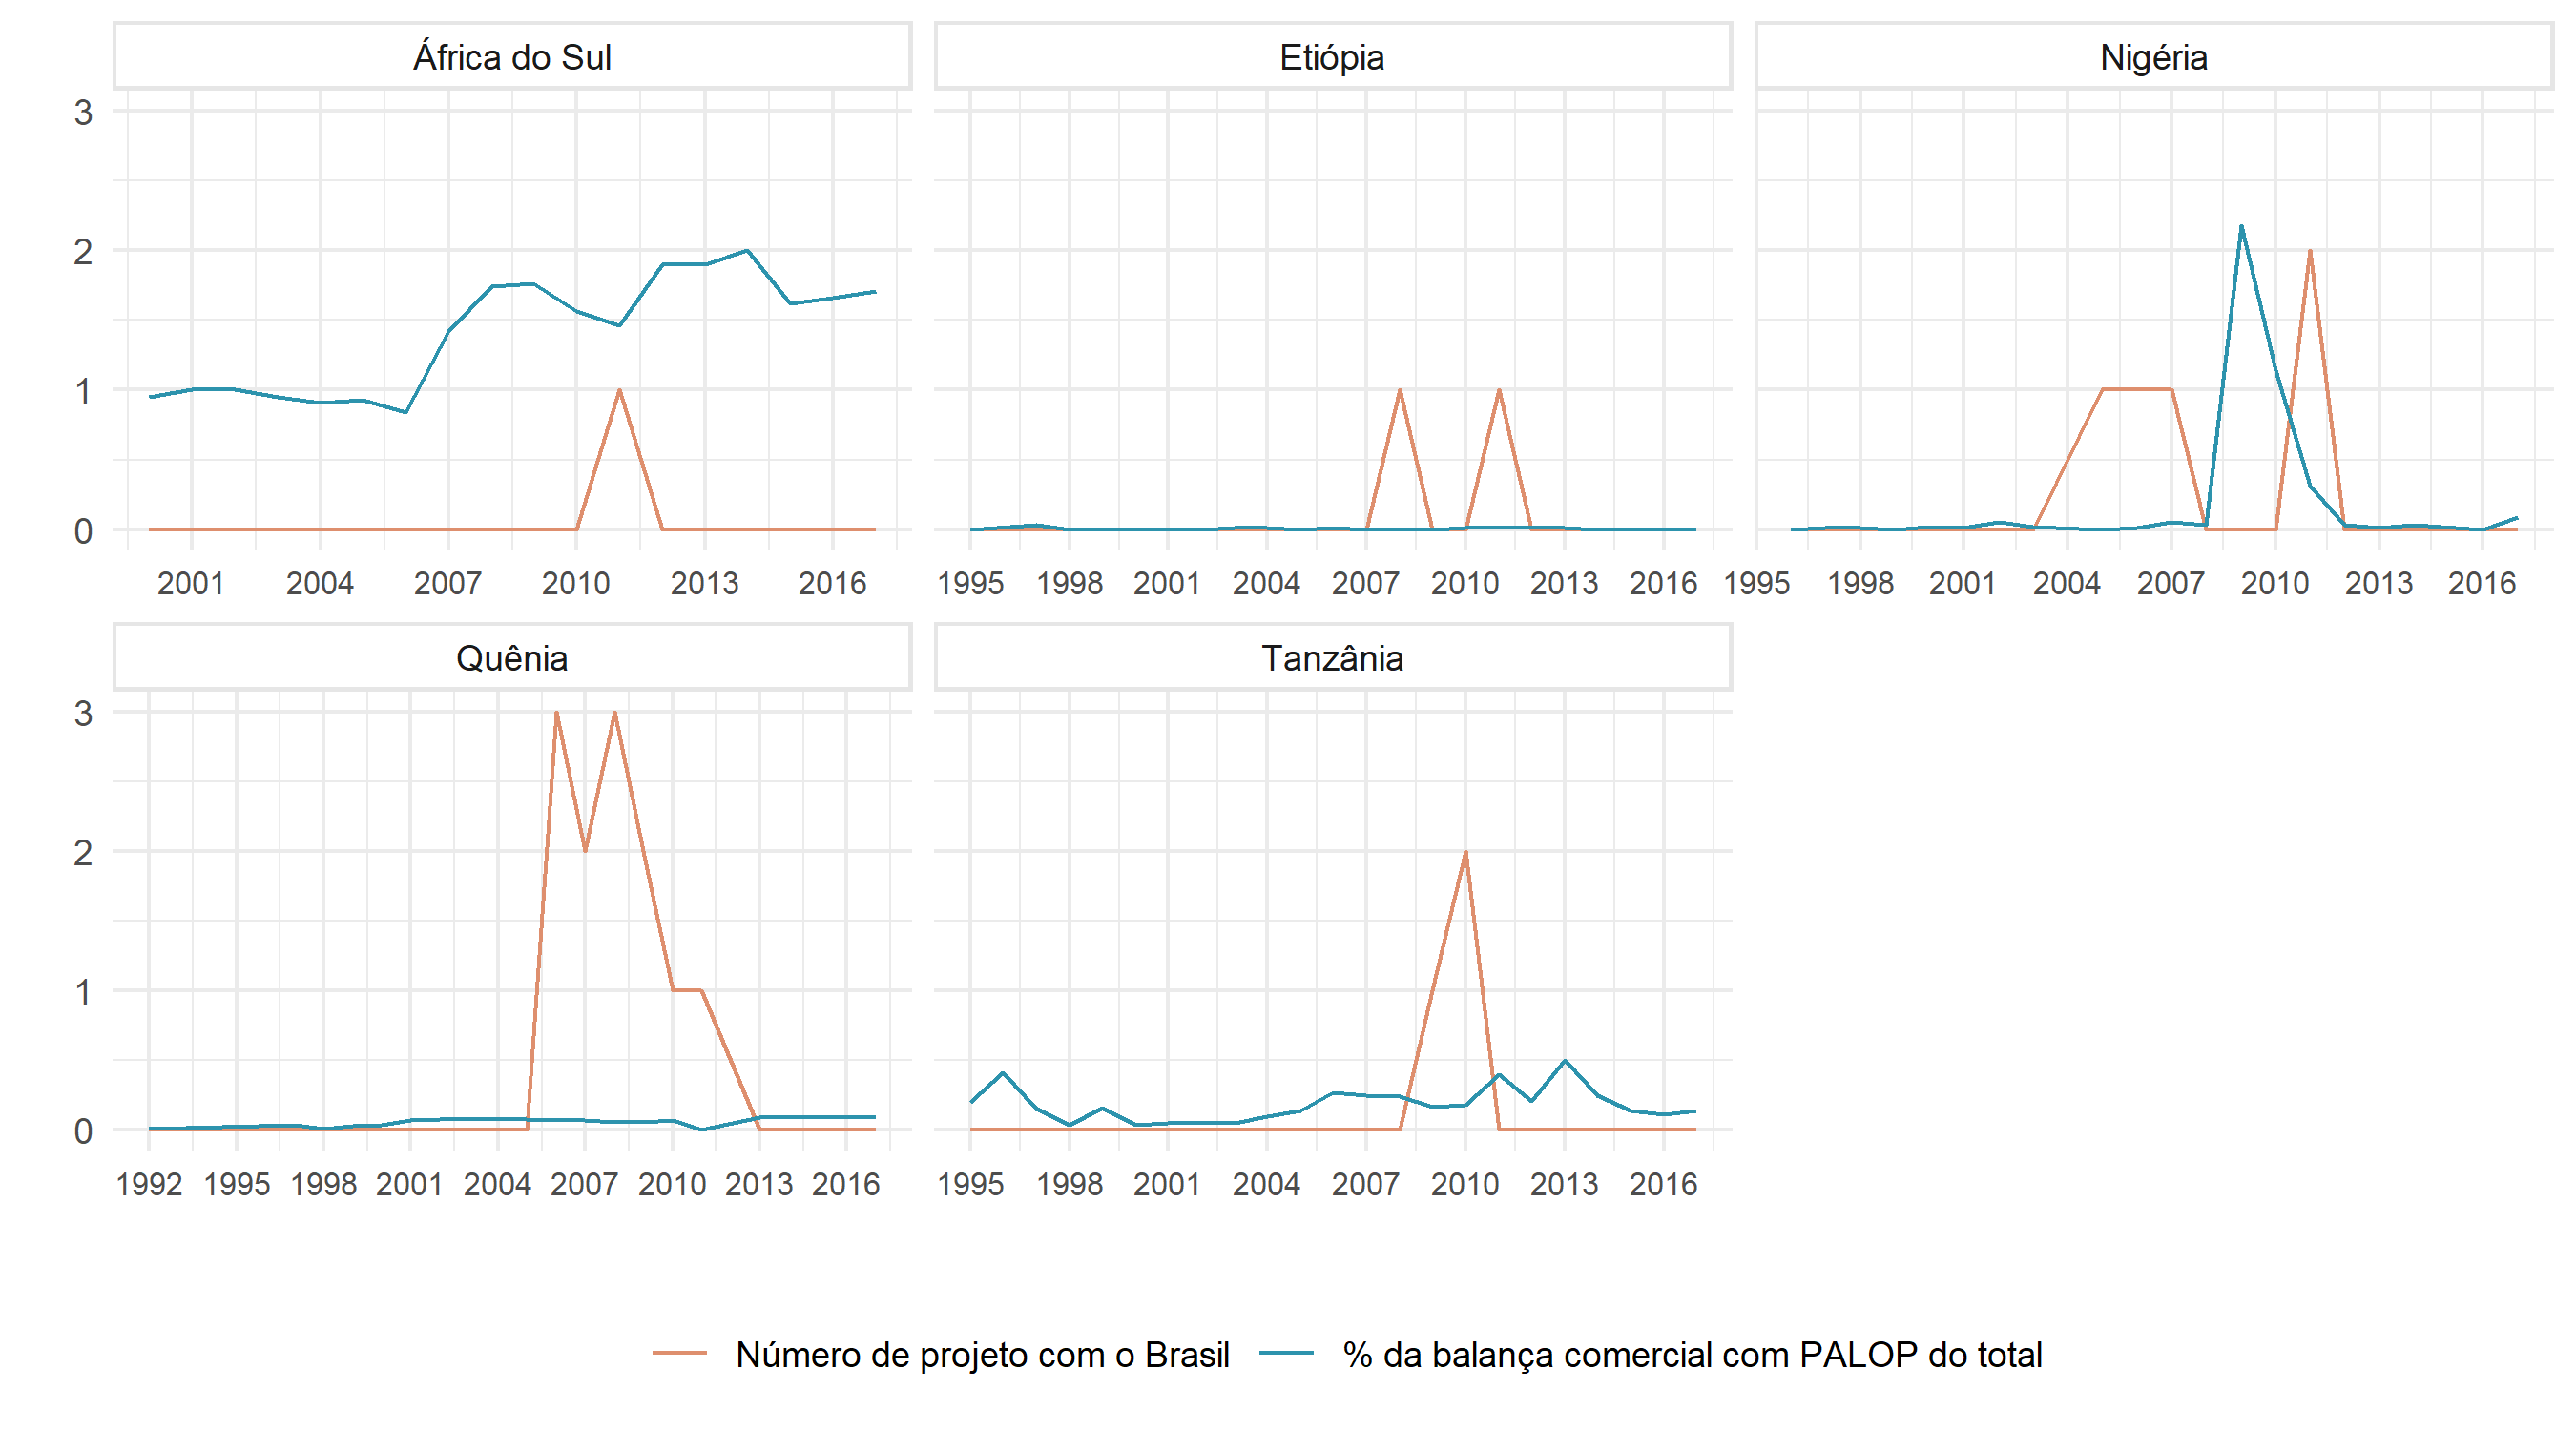 África do Sul Etiópia Nigéria
3
2
1
0
2001 2004 2007 2010 2013 2016 1995 1998 2001 2004 2007 2010 2013 2016 1995 1998 2001 2004 2007 2010 2013 2016
Quênia Tanzânia
3
2
1
0
1992 1995 1998 2001 2004 2007 2010 2013 2016 1995 1998 2001 2004 2007 2010 2013 2016
Número de projeto com o Brasil % da balança comercial com PALOP do total